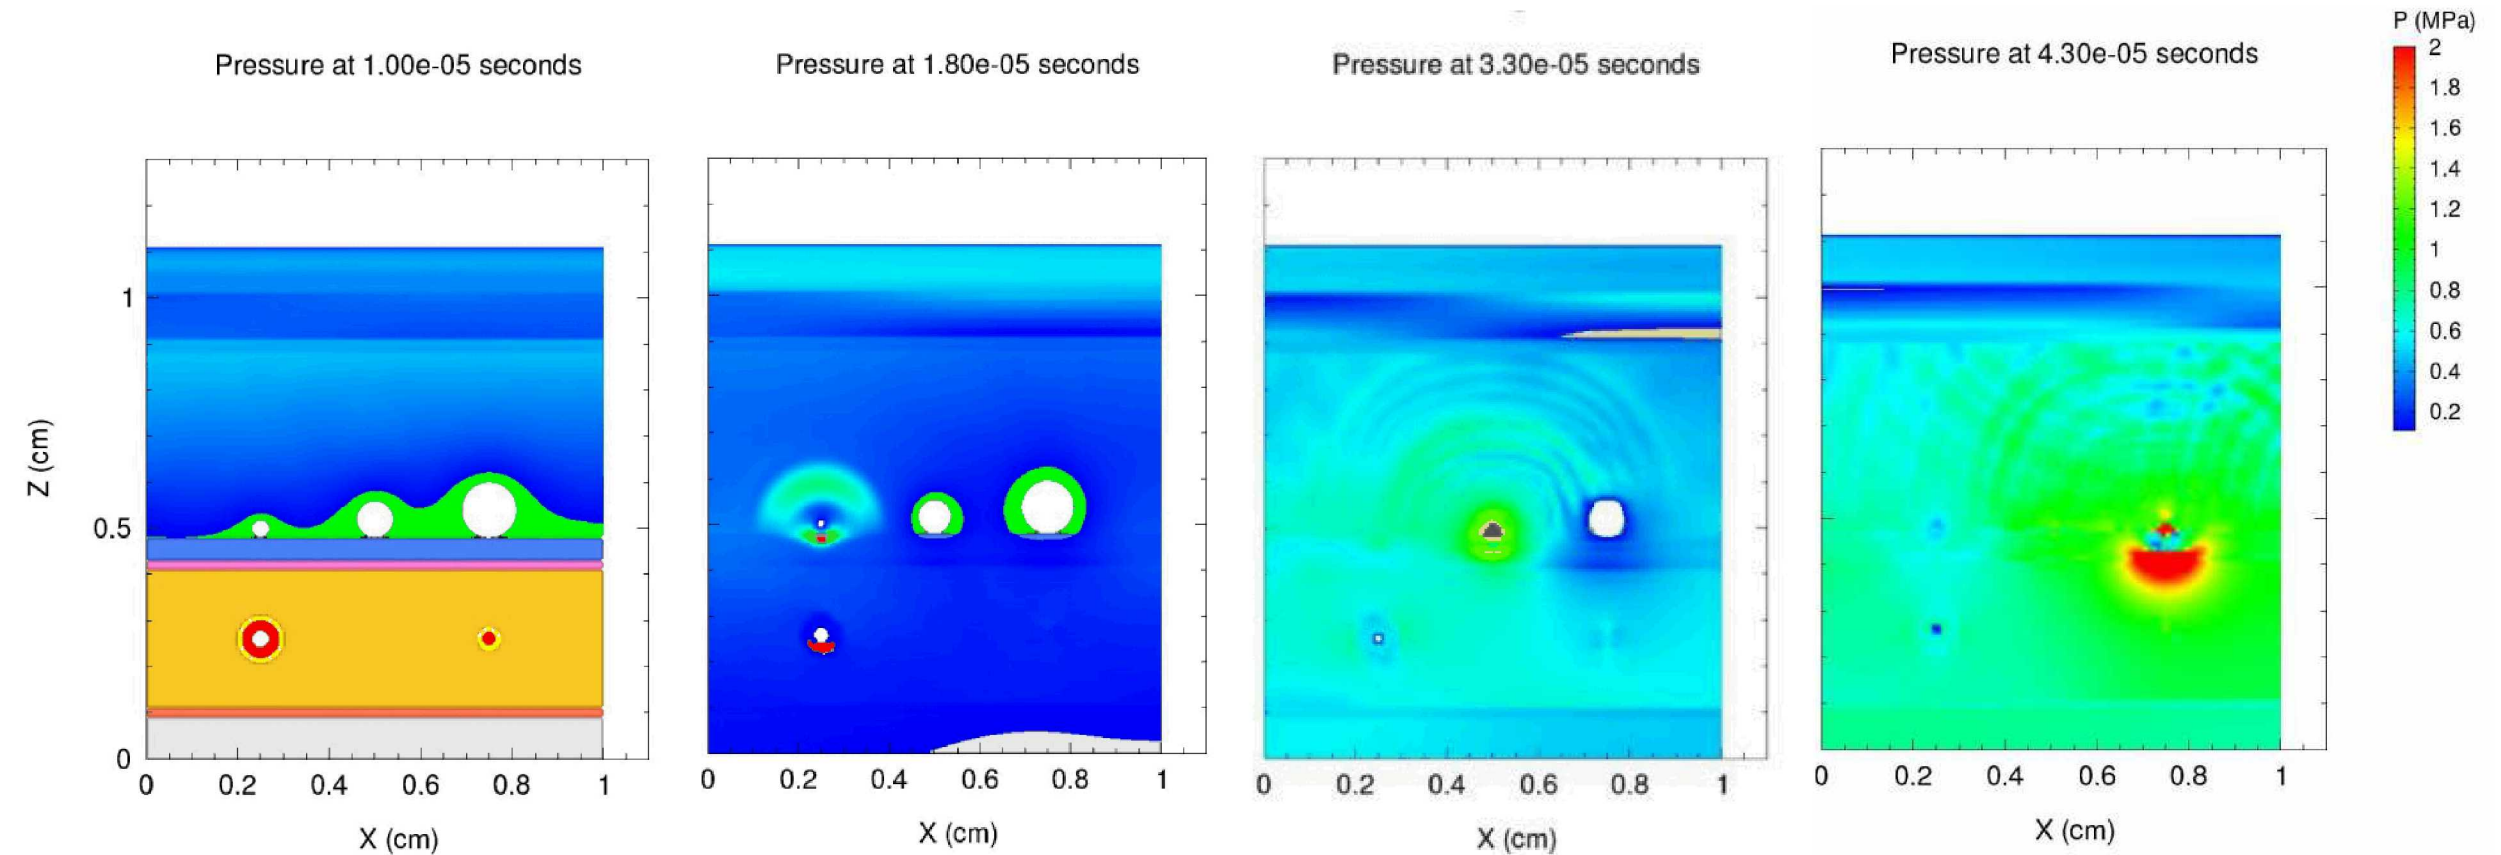 P (MPa)
Pressure at 1.00e-05 seconds
Pressure at 1.80e-05 seconds
Pressure at 3.30e-05 seconds
Pressure at 4.30e-05 seconds
2
1.8
1.6
1.4
1.2
1
0.8
0.6
0.4
0.2
Z (cm)
1
0.5
0
0 0.2 0.4 0.6 0.8 1
X (cm)
0 0.2 0.4 0.6 0.8 1
X (cm)
0 0.2 0.4 0.6 0.8 1
X (cm)
0 0.2 0.4 0.6 0.8 1
X (cm)